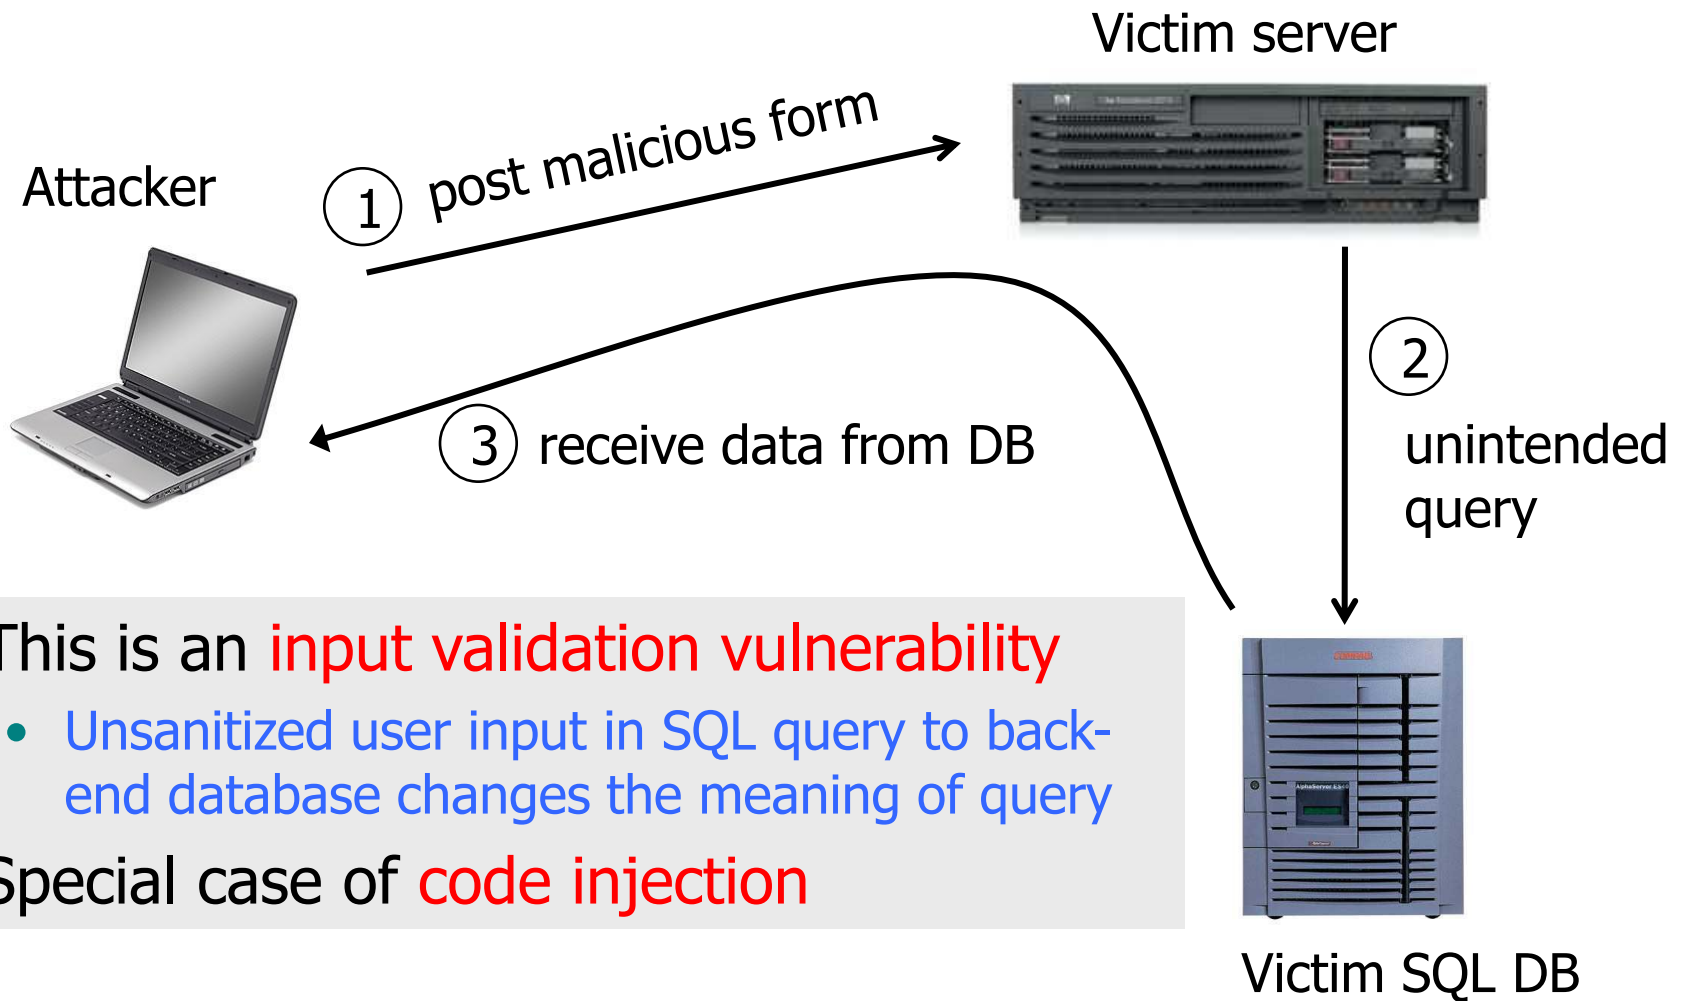 Victim server
Attacker
1 post malicious form
2
unintended
query
3 receive data from DB
This is an input validation vulnerability
• Unsanitized user input in SQL query to back-
end database changes the meaning of query
Special case of code injection
AlphaServer ES40
Victim SQL DB